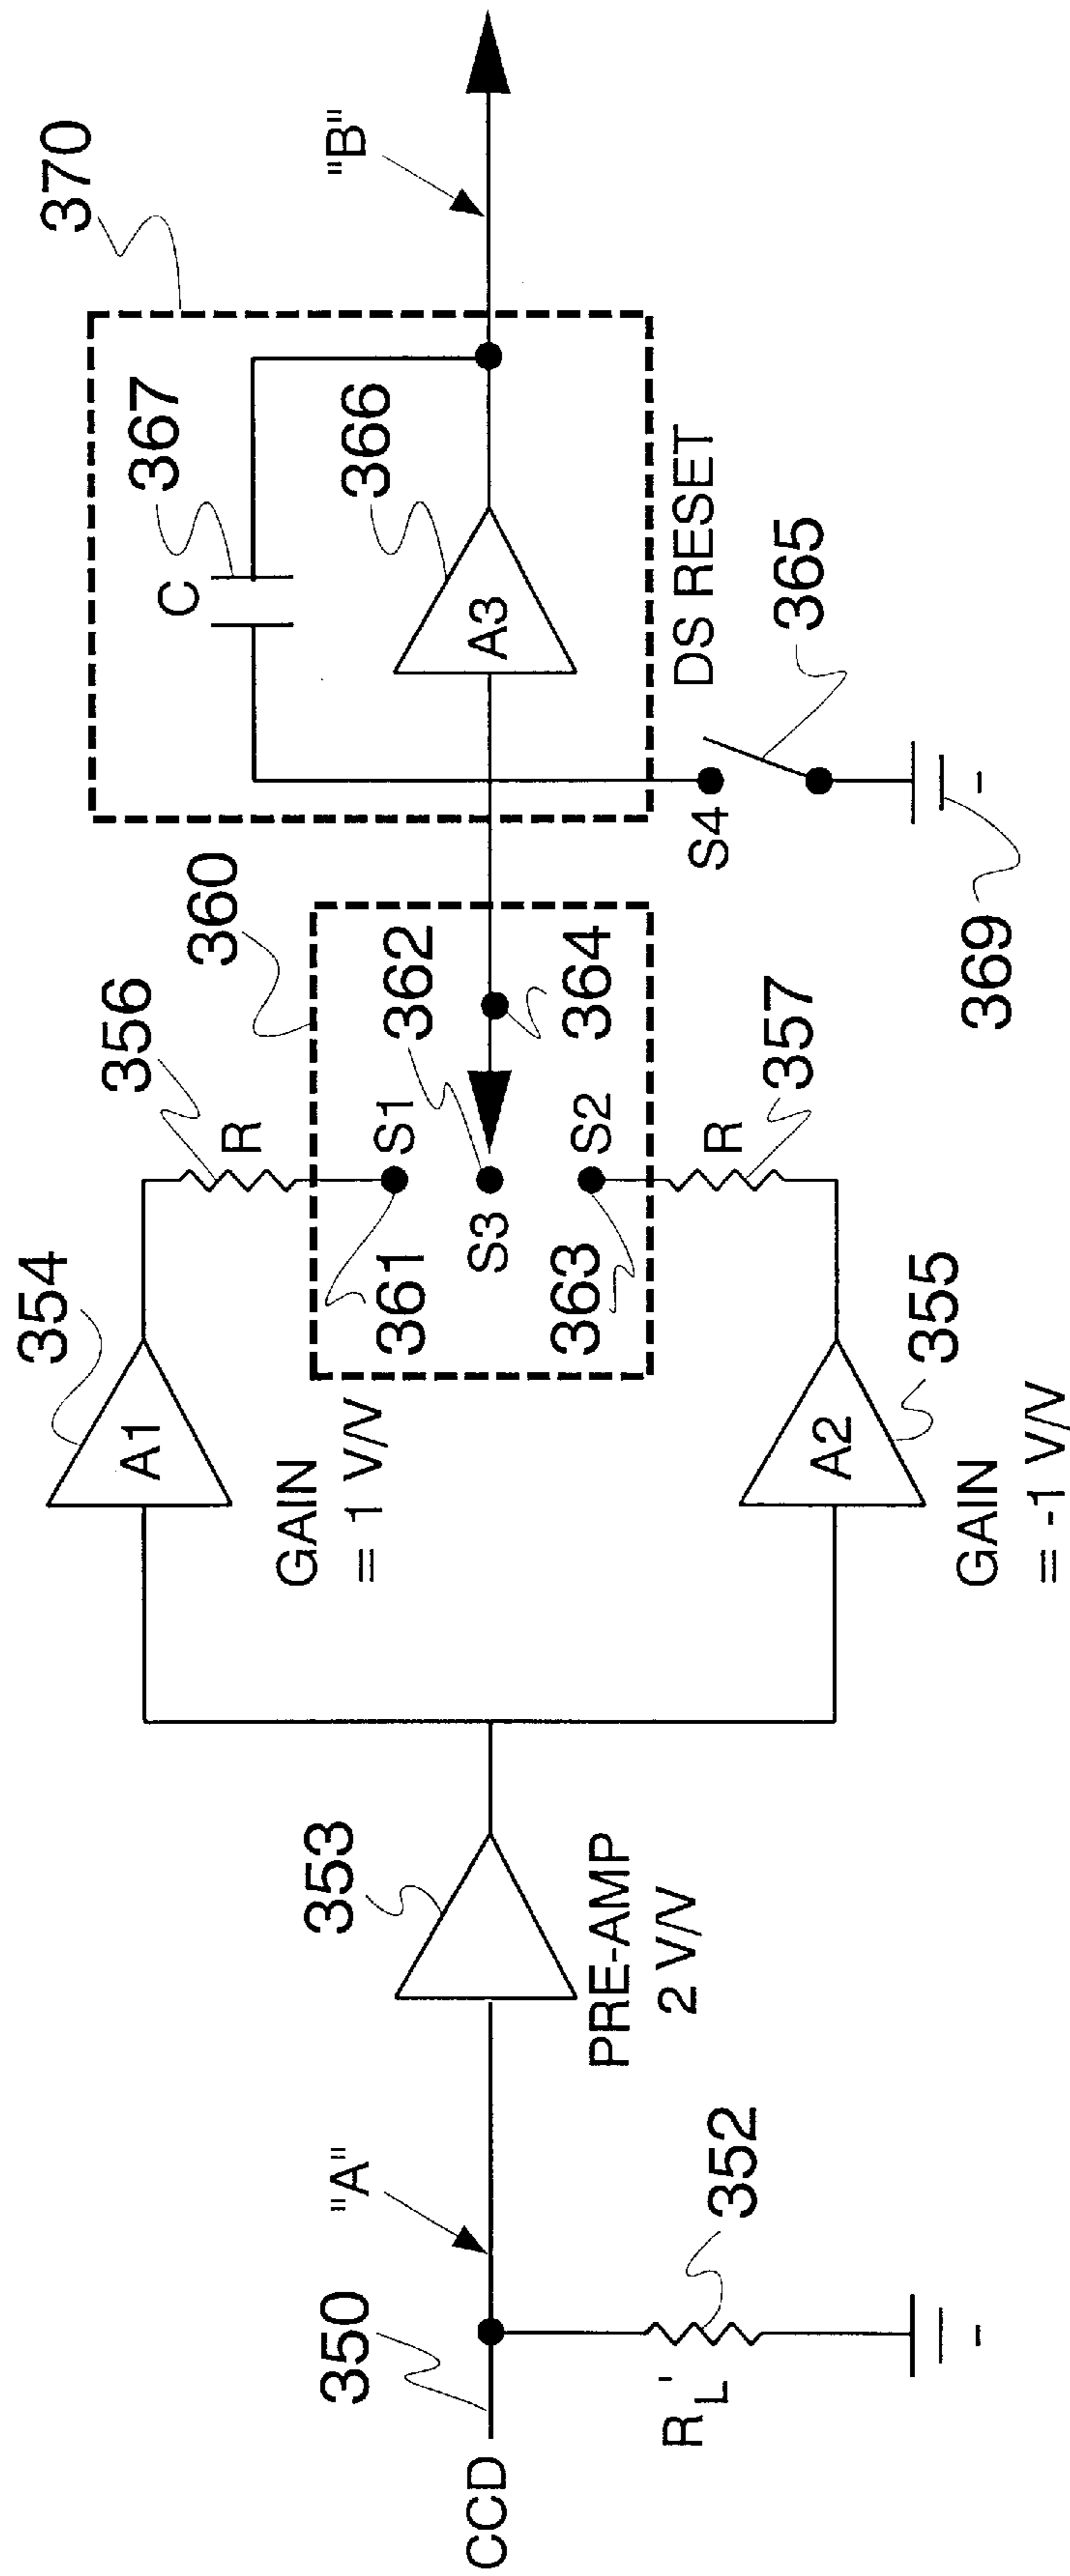 370
"B"
367
C
366
A3
DS RESET
365
S4
369
360
362
364
356
R
S1
S2
R
357
S3
361
363
354
A1
GAIN
= 1 V/V
355
A2
GAIN
= -1 V/V
353
PRE-AMP
2 V/V
"A"
352
350
RL'
CCD